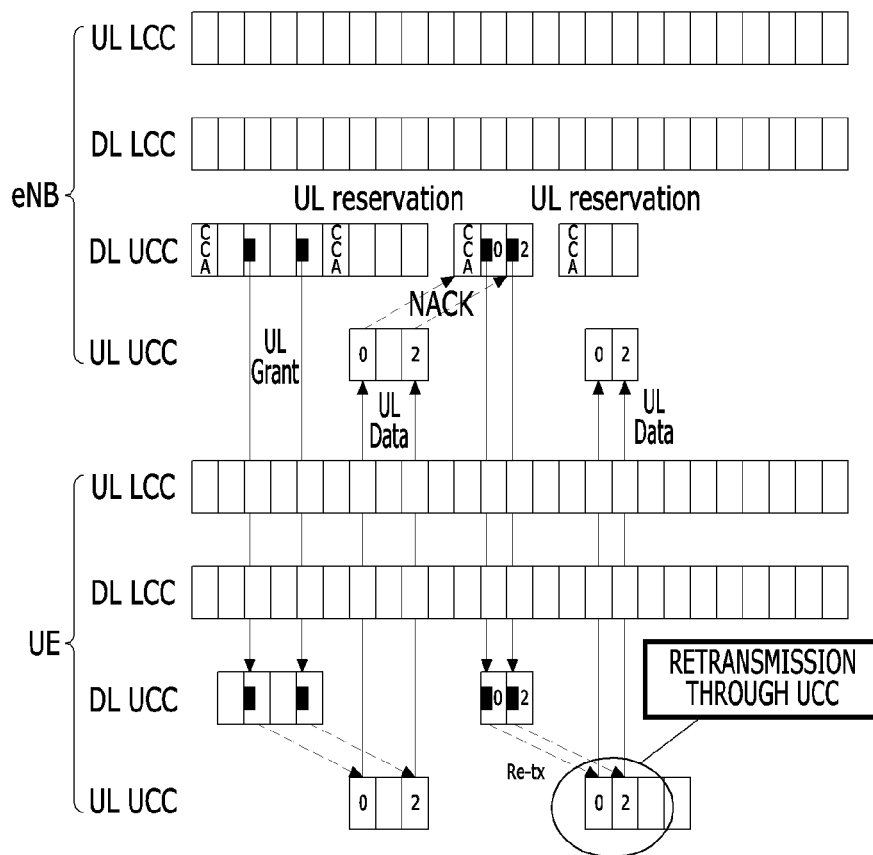 UL LCC
DL LCC
eNB
UL reservation UL reservation
DL UCC CCA CCA CCA 0 2 CCA
NACK
UL UCC 0 2 0 2
UL
Grant
UL
Data
UL
Data
UL LCC
DL LCC
UE
RETRANSMISSION
THROUGH UCC
DL UCC 0 2
Re-tx
UL UCC 0 2 0 2